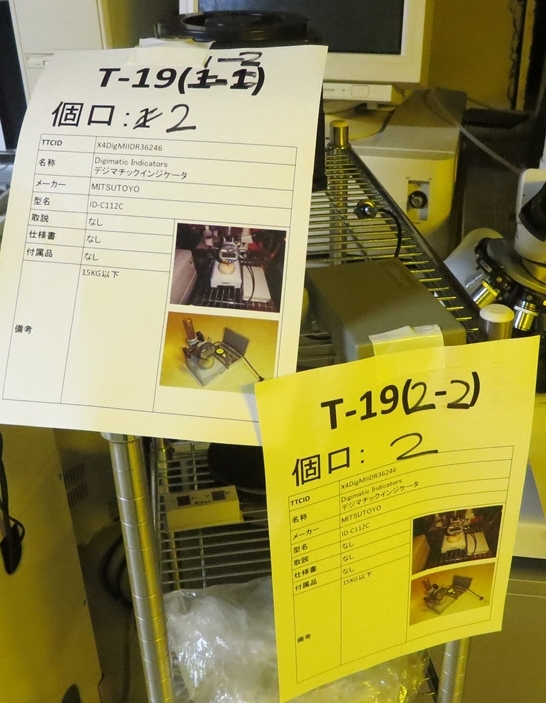 1-2
T-19(1-1)
個口:1 2
TTCID X4DigMIIDR36246
名称 Digimatic Indicators
デジマチックインジケータ
メーカー MITSUTOYO
型名 ID-C112C
取説 なし
仕様書 なし
付属品 なし
備考 15KG以下
T-19(2-2)
個口: 2
TTCID X4DigMIIDR36246
名称 Digimatic Indicators
デジマチックインジケータ
メーカー MITSUTOYO
型名 ID-C112C
取説 なし
仕様書 なし
付属品 なし
備考 15KG以下